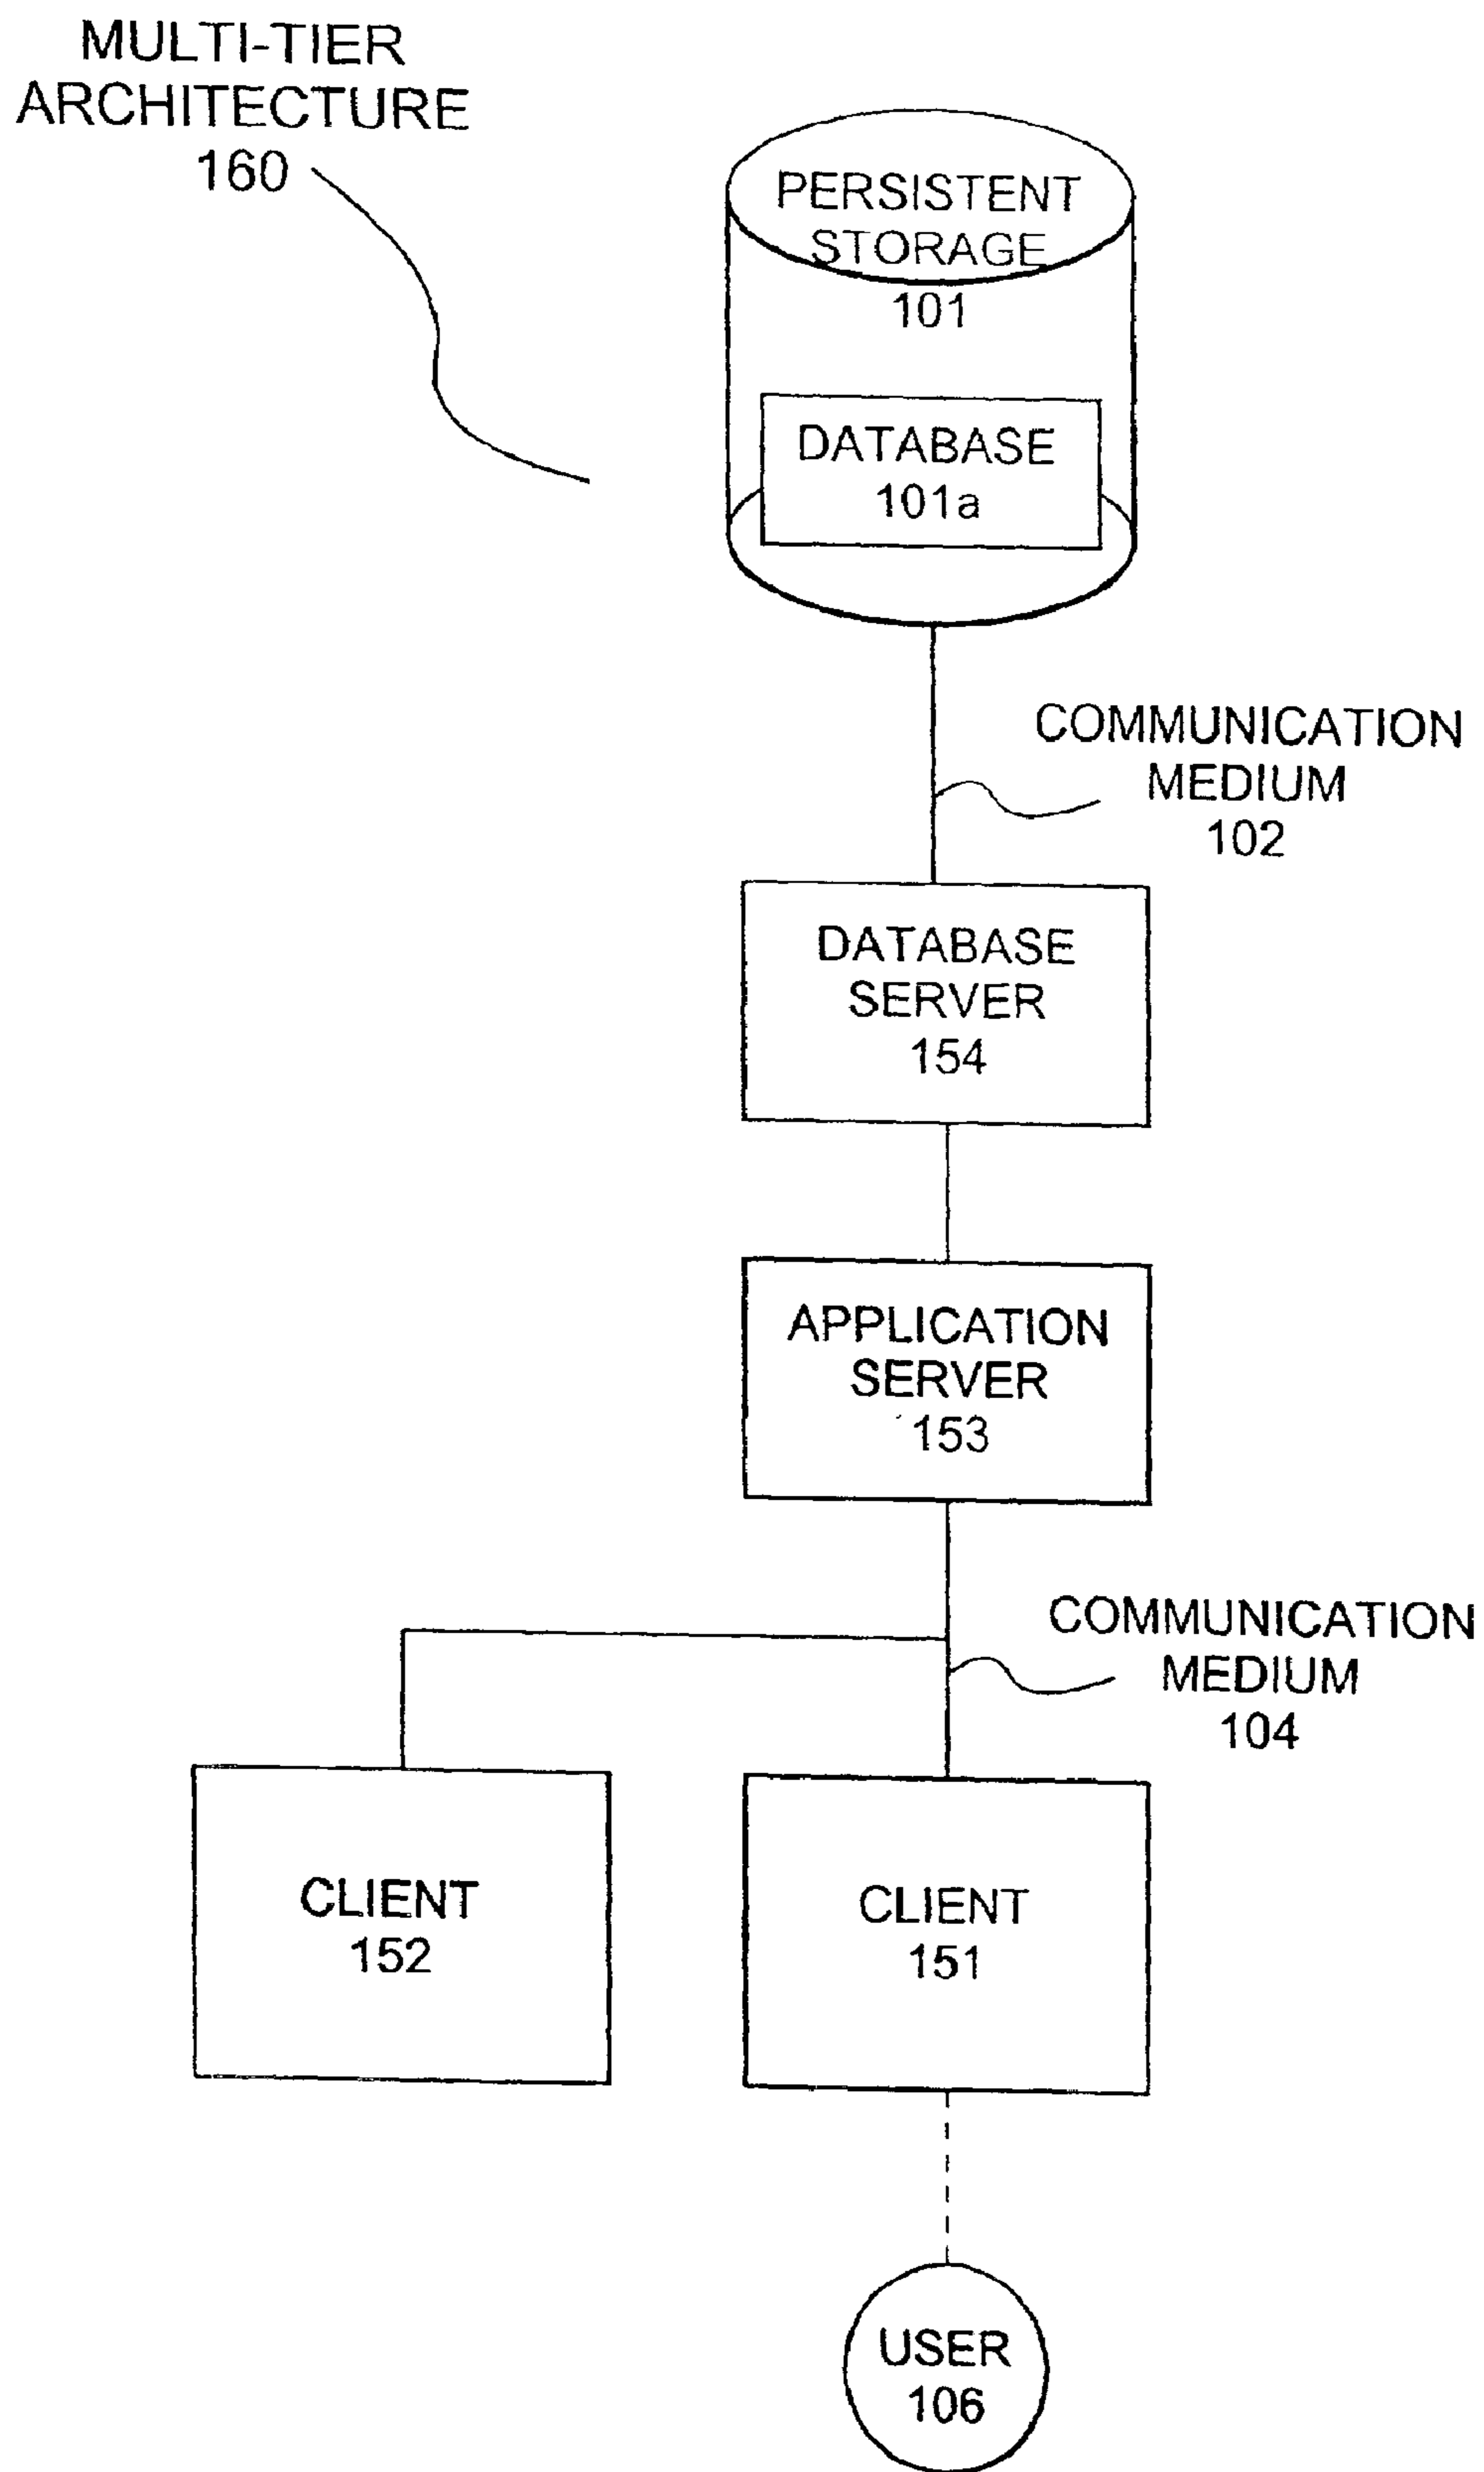 MULTI-TIER
ARCHITECTURE
160
PERSISTENT
STORAGE
101
DATABASE
101a
COMMUNICATION
MEDIUM
102
DATABASE
SERVER
154
APPLICATION
SERVER
153
COMMUNICATION
MEDIUM
104
CLIENT
152
CLIENT
151
USER
106